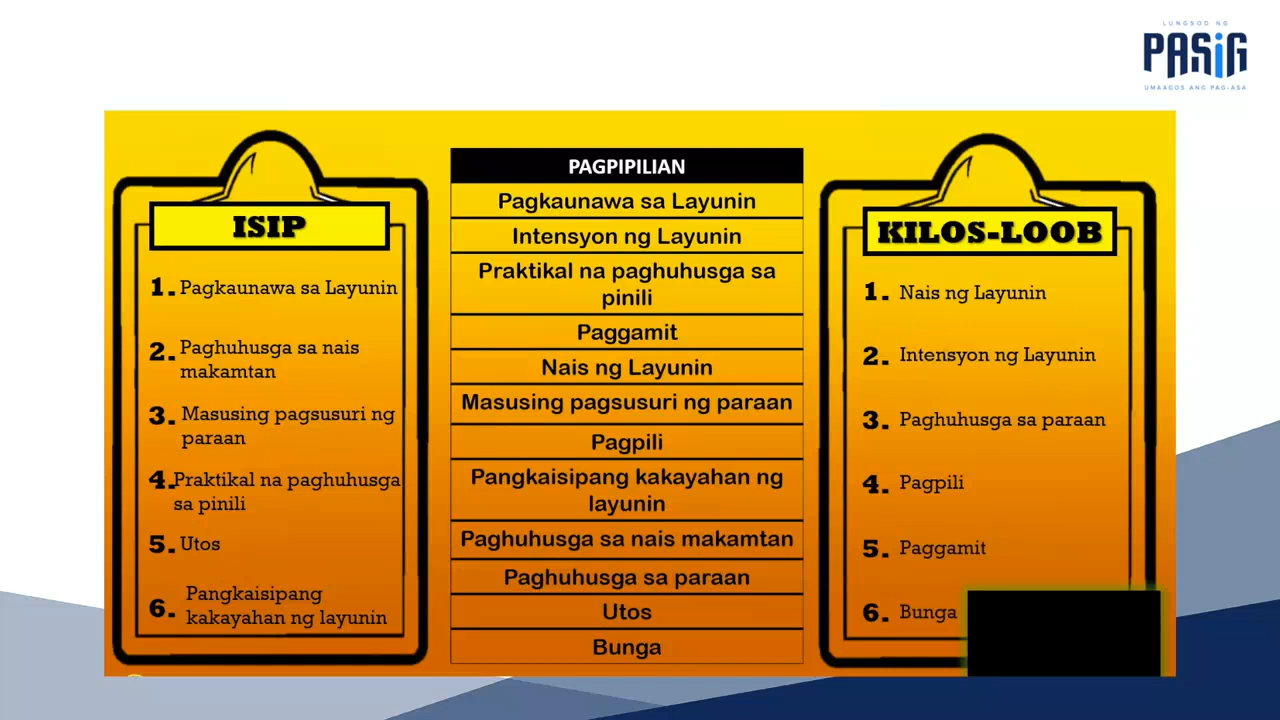 LUNGSOD NG
PASiG
UMAAGOS ANG PAG-ASA
ISIP
1. Pagkaunawa sa Layunin
2. Paghuhusga sa nais
makamtan
3. Masusing pagsusuri ng
paraan
4. Praktikal na paghuhusga
sa pinili
5. Utos
6. Pangkaisipang
kakayahan ng layunin
PAGPIPILIAN
Pagkaunawa sa Layunin
Intensyon ng Layunin
Praktikal na paghuhusga sa
pinili
Paggamit
Nais ng Layunin
Masusing pagsusuri ng paraan
Pagpili
Pangkaisipang kakayahan ng
layunin
Paghuhusga sa nais makamtan
Paghuhusga sa paraan
Utos
Bunga
KILOS-LOOB
1. Nais ng Layunin
2. Intensyon ng Layunin
3. Paghuhusga sa paraan
4. Pagpili
5. Paggamit
6. Bunga